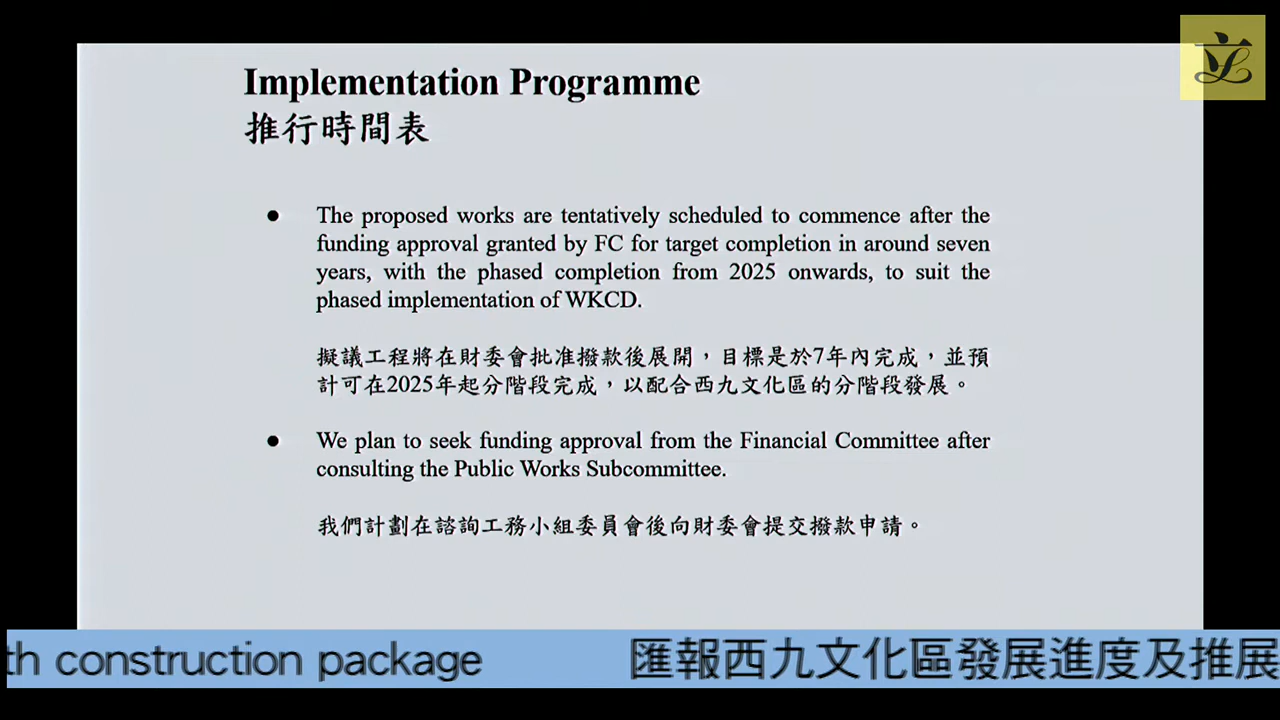 Implementation Programme
推行時間表
● The proposed works are tentatively scheduled to commence after the
funding approval granted by FC for target completion in around seven
years, with the phased completion from 2025 onwards, to suit the
phased implementation of WKCD.
擬議工程將在財委會批准撥款後展開，目標是於7年內完成，並預
計可在2025年起分階段完成，以配合西九文化區的分階段發展。
● We plan to seek funding approval from the Financial Committee after
consulting the Public Works Subcommittee.
我們計劃在諮詢工務小組委員會後向財委會提交撥款申請。
th construction package 匯報西九文化區發展進度及推展